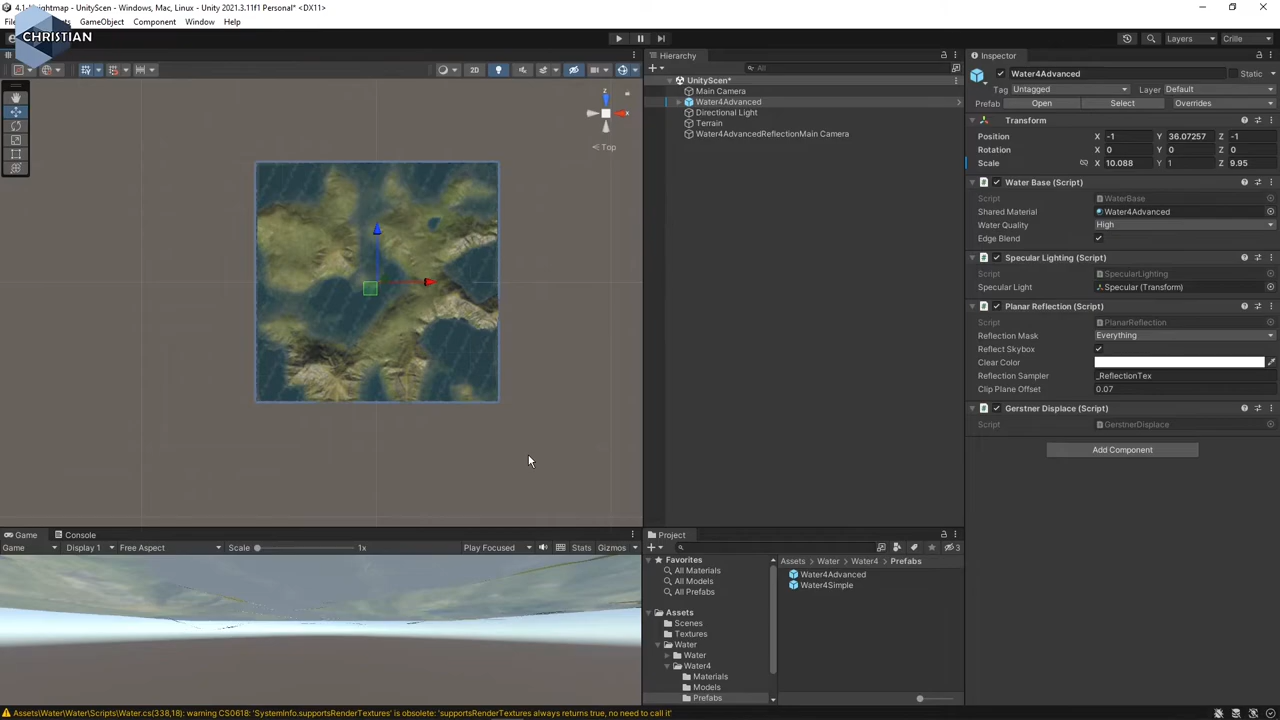 4.1-Heightmap - UnityScen - Windows, Mac, Linux - Unity 2021.3.11f1 Personal* <DX11>
GameObject Component Window Help
CHRISTIAN
Layers Crille
2D
Top
Hierarchy
All
UnityScen*
Main Camera
Water4Advanced
Directional Light
Terrain
Water4AdvancedReflectionMain Camera
Inspector
Water4Advanced Static
Tag Untagged Layer Default
Prefab Open Select Overrides
Transform
Position X -1 Y 36.07257 Z -1
Rotation X 0 Y 0 Z 0
Scale X 10.088 Y 1 Z 9.95
Water Base (Script)
Script WaterBase
Shared Material Water4Advanced
Water Quality High
Edge Blend
Specular Lighting (Script)
Script SpecularLighting
Specular Light Specular (Transform)
Planar Reflection (Script)
Script PlanarReflection
Reflection Mask Everything
Reflect Skybox
Clear Color
Reflection Sampler _ReflectionTex
Clip Plane Offset 0.07
Gerstner Displace (Script)
Script GerstnerDisplace
Add Component
Game Console
Game Display 1 Free Aspect Scale 1x Play Focused Stats Gizmos
Project
3
Favorites
All Materials
All Models
All Prefabs
Assets
Scenes
Textures
Water
Water
Water4
Materials
Models
Prefabs
Assets Water Water4 Prefabs
Water4Advanced
Water4Simple
Assets\Water\Water\Scripts\Water.cs(338,18): warning CS0618: 'SystemInfo.supportsRenderTextures' is obsolete: 'supportsRenderTextures always returns true, no need to call it'